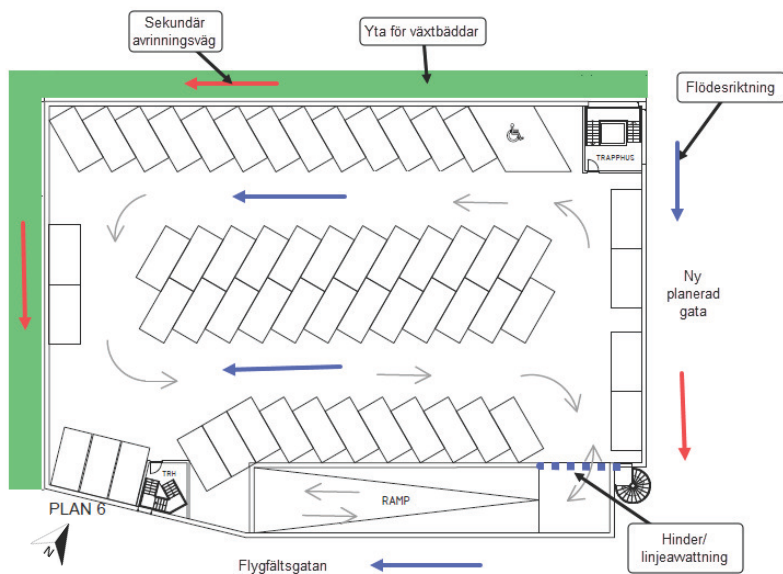 Sekundär
avrinningsväg
Yta för växtbäddar
Flödesriktning
TRAPPHUS
Ny
planerad
gata
TRH
RAMP
PLAN 6
N
Hinder/
linjeavvattning
Flygfältsgatan